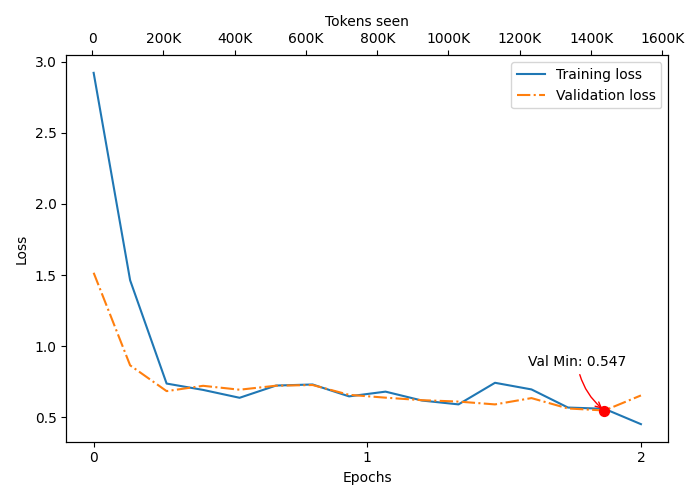 Tokens seen
0 200K 400K 600K 800K 1000K 1200K 1400K 1600K
3.0
Training loss
Validation loss
2.5
2.0
1.5
1.0
0.5
Loss
Val Min: 0.547
0 1 2
Epochs